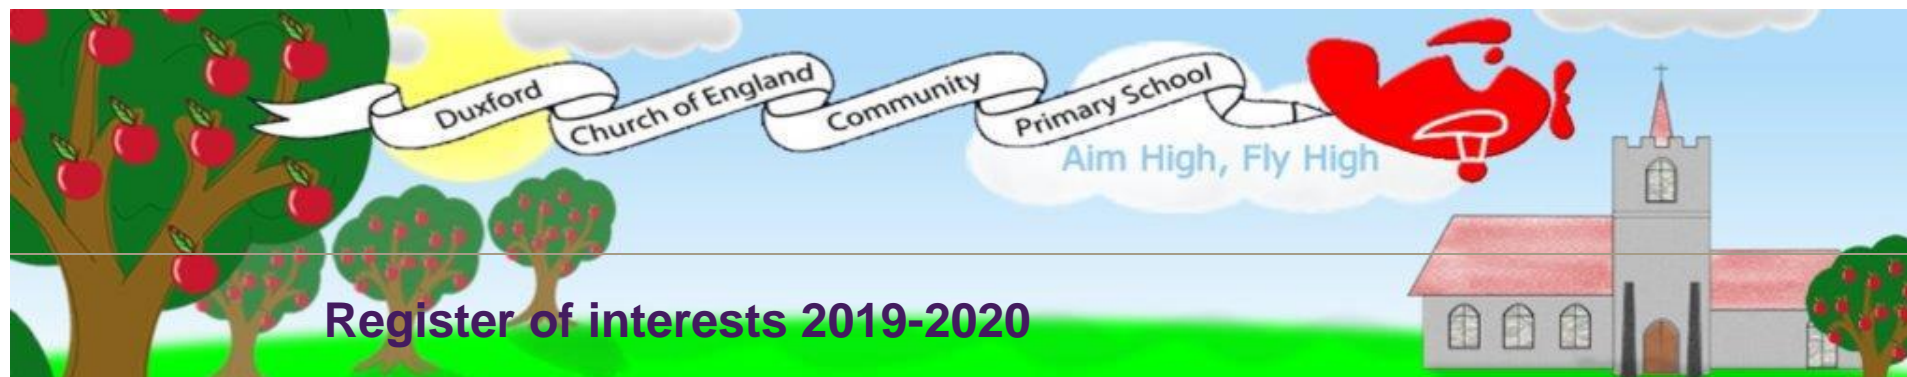 Duxford Church of England Community Primary School
Aim High, Fly High
Register of interests 2019-2020